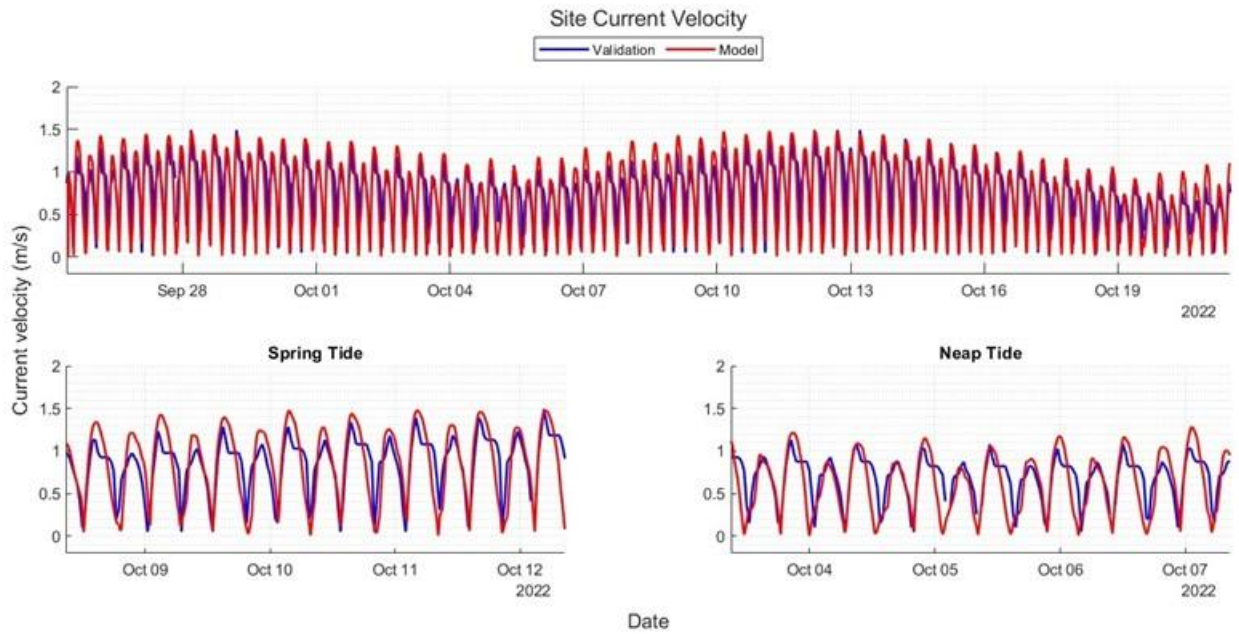 Site Current Velocity
Validation Model
2
1.5
1
0.5
0
Sep 28 Oct 01 Oct 04 Oct 07 Oct 10 Oct 13 Oct 16 Oct 19
2022
Current velocity (m/s)
Spring Tide
2
1.5
1
0.5
0
Oct 09 Oct 10 Oct 11 Oct 12
2022
Neap Tide
2
1.5
1
0.5
0
Oct 04 Oct 05 Oct 06 Oct 07
2022
Date